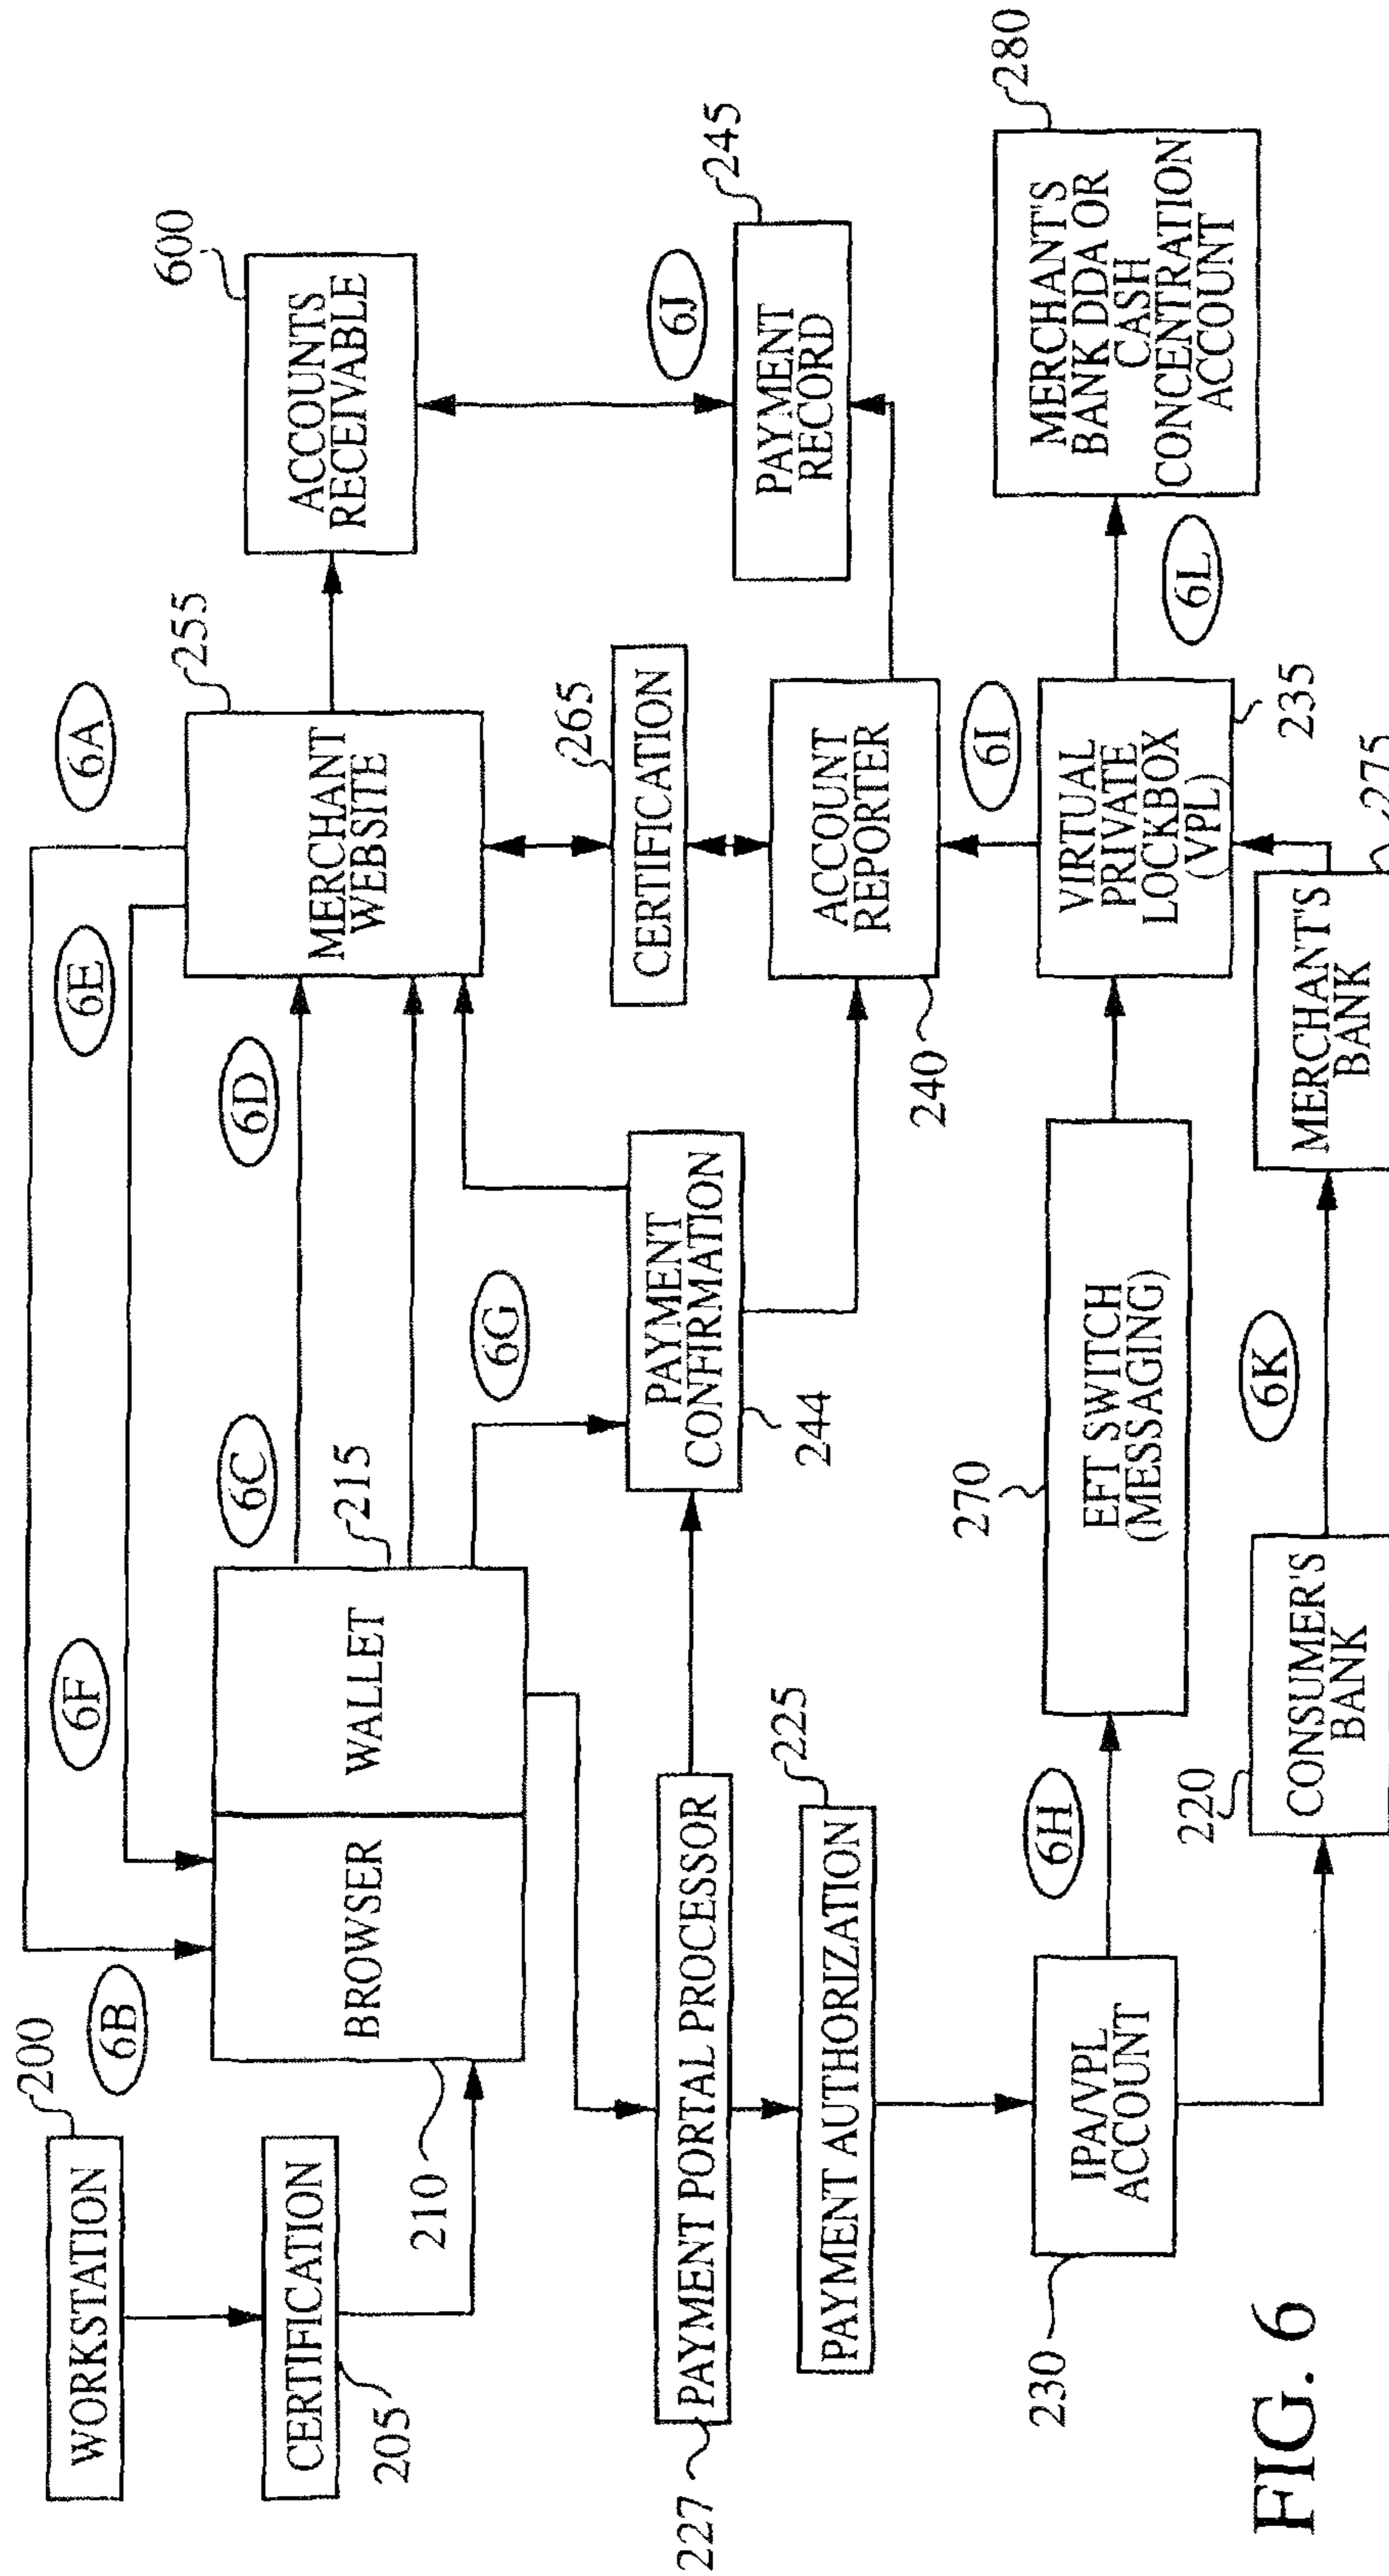 6A
6E
6F
6B
200
WORKSTATION
CERTIFICATION
205
210
BROWSER
WALLET
215
6C
6D
255
MERCHANT
WEBSITE
600
ACCOUNTS
RECEIVABLE
6G
265
CERTIFICATION
6J
245
PAYMENT
RECORD
227
PAYMENT PORTAL PROCESSOR
PAYMENT
CONFIRMATION
244
ACCOUNT
REPORTER
240
225
PAYMENT AUTHORIZATION
6I
280
MERCHANT'S
BANK DDA OR
CASH
CONCENTRATION
ACCOUNT
230
IPA/VPL
ACCOUNT
6H
270
EFT SWITCH
(MESSAGING)
VIRTUAL
PRIVATE
LOCKBOX
(VPL)
235
6L
220
CONSUMER'S
BANK
6K
MERCHANT'S
BANK
275
FIG. 6